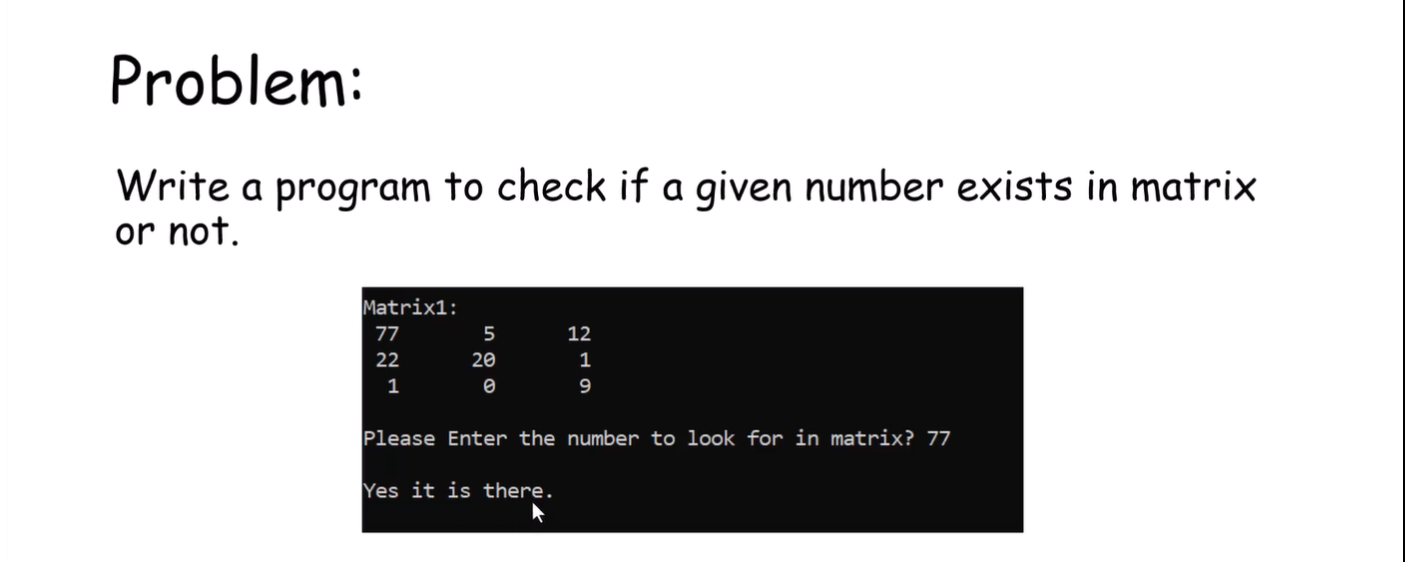 Problem:
Write a program to check if a given number exists in matrix
or not.
Matrix1:
77 5 12
22 20 1
1 0 9
Please Enter the number to look for in matrix? 77
Yes it is there.